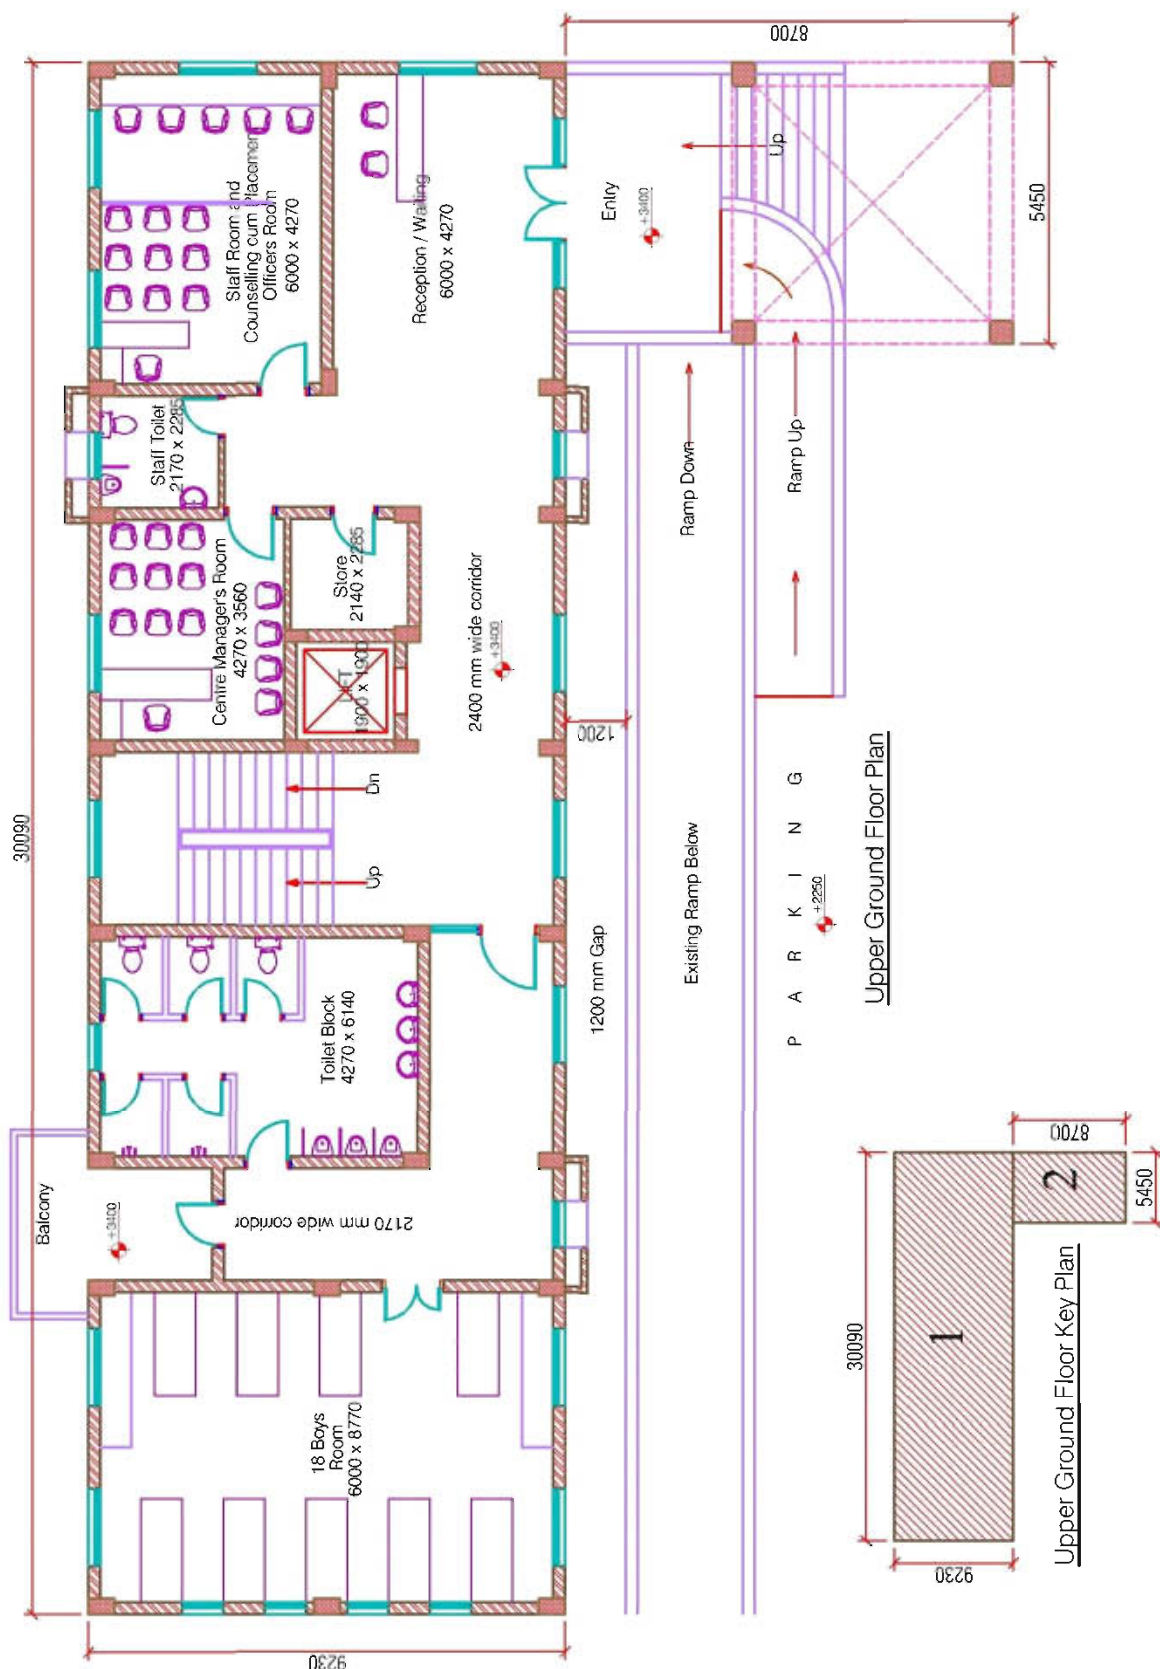 8700
5450
30090
9230
Staff Room and
Counselling cum Placement
Officers Room
6000 x 4270
Reception / Waiting
6000 x 4270
Entry
+3400
Up
Staff Toilet
2170 x 2285
Centre Manager's Room
4270 x 3560
Store
2140 x 2285
LIFT
1900 x 1900
2400 mm wide corridor
+3400
Ramp Down
Ramp Up
1200
Dn
Up
Toilet Block
4270 x 6140
1200 mm Gap
Existing Ramp Below
P A R K I N G
+2250
Upper Ground Floor Plan
Balcony
+3400
2170 mm wide corridor
18 Boys
Room
6000 x 8770
30090
8700
5450
9230
1
2
Upper Ground Floor Key Plan